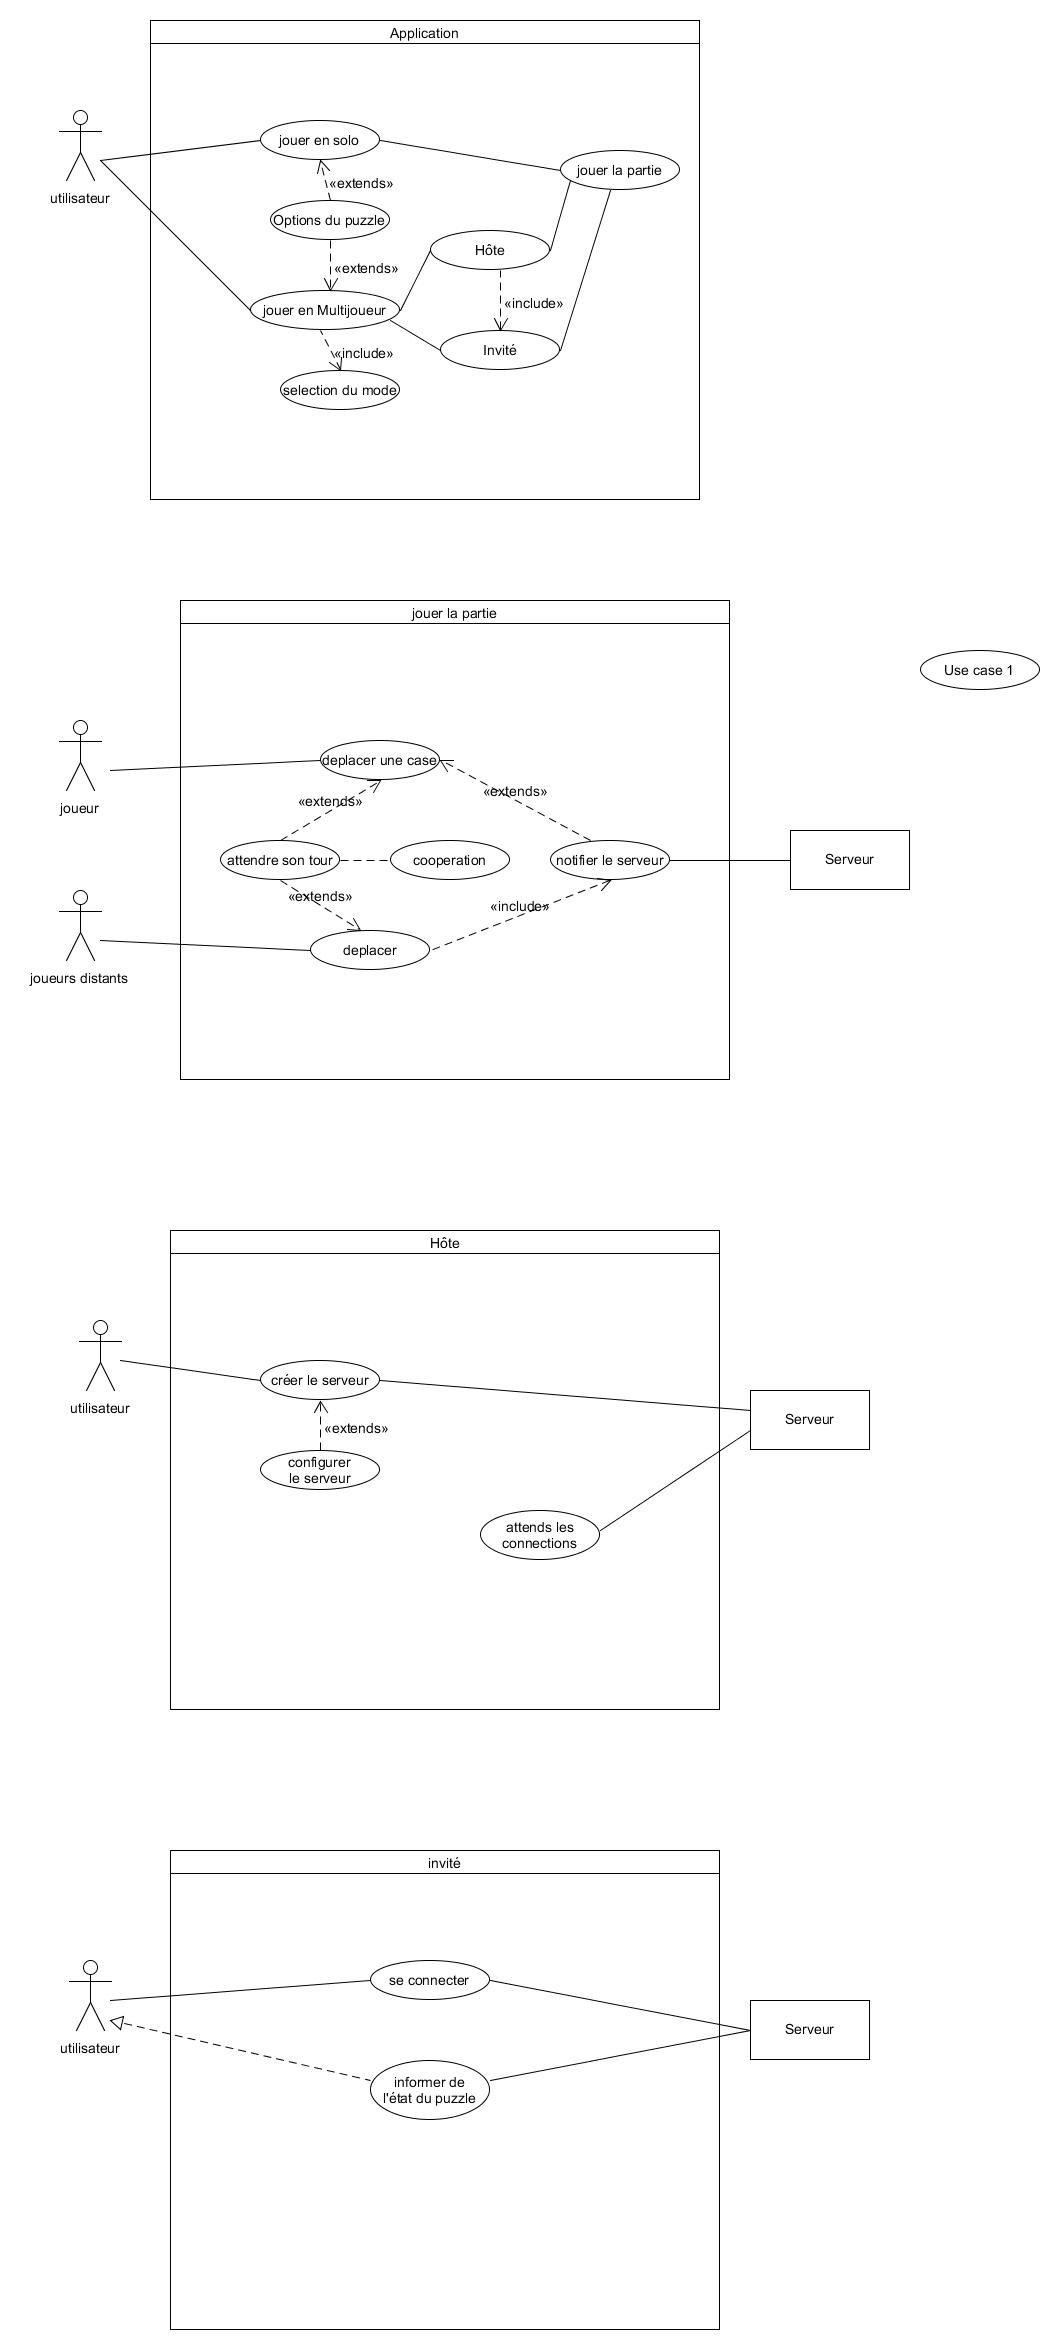 Application
jouer en solo
jouer la partie
«extends»
utilisateur
Options du puzzle
Hôte
«extends»
«include»
jouer en Multijoueur
Invité
«include»
selection du mode
jouer la partie
Use case 1
deplacer une case
«extends»
«extends»
joueur
attendre son tour
cooperation
notifier le serveur
Serveur
«extends»
«include»
deplacer
joueurs distants
Hôte
créer le serveur
utilisateur
Serveur
«extends»
configurer
le serveur
attends les
connections
invité
se connecter
utilisateur
Serveur
informer de
l'état du puzzle